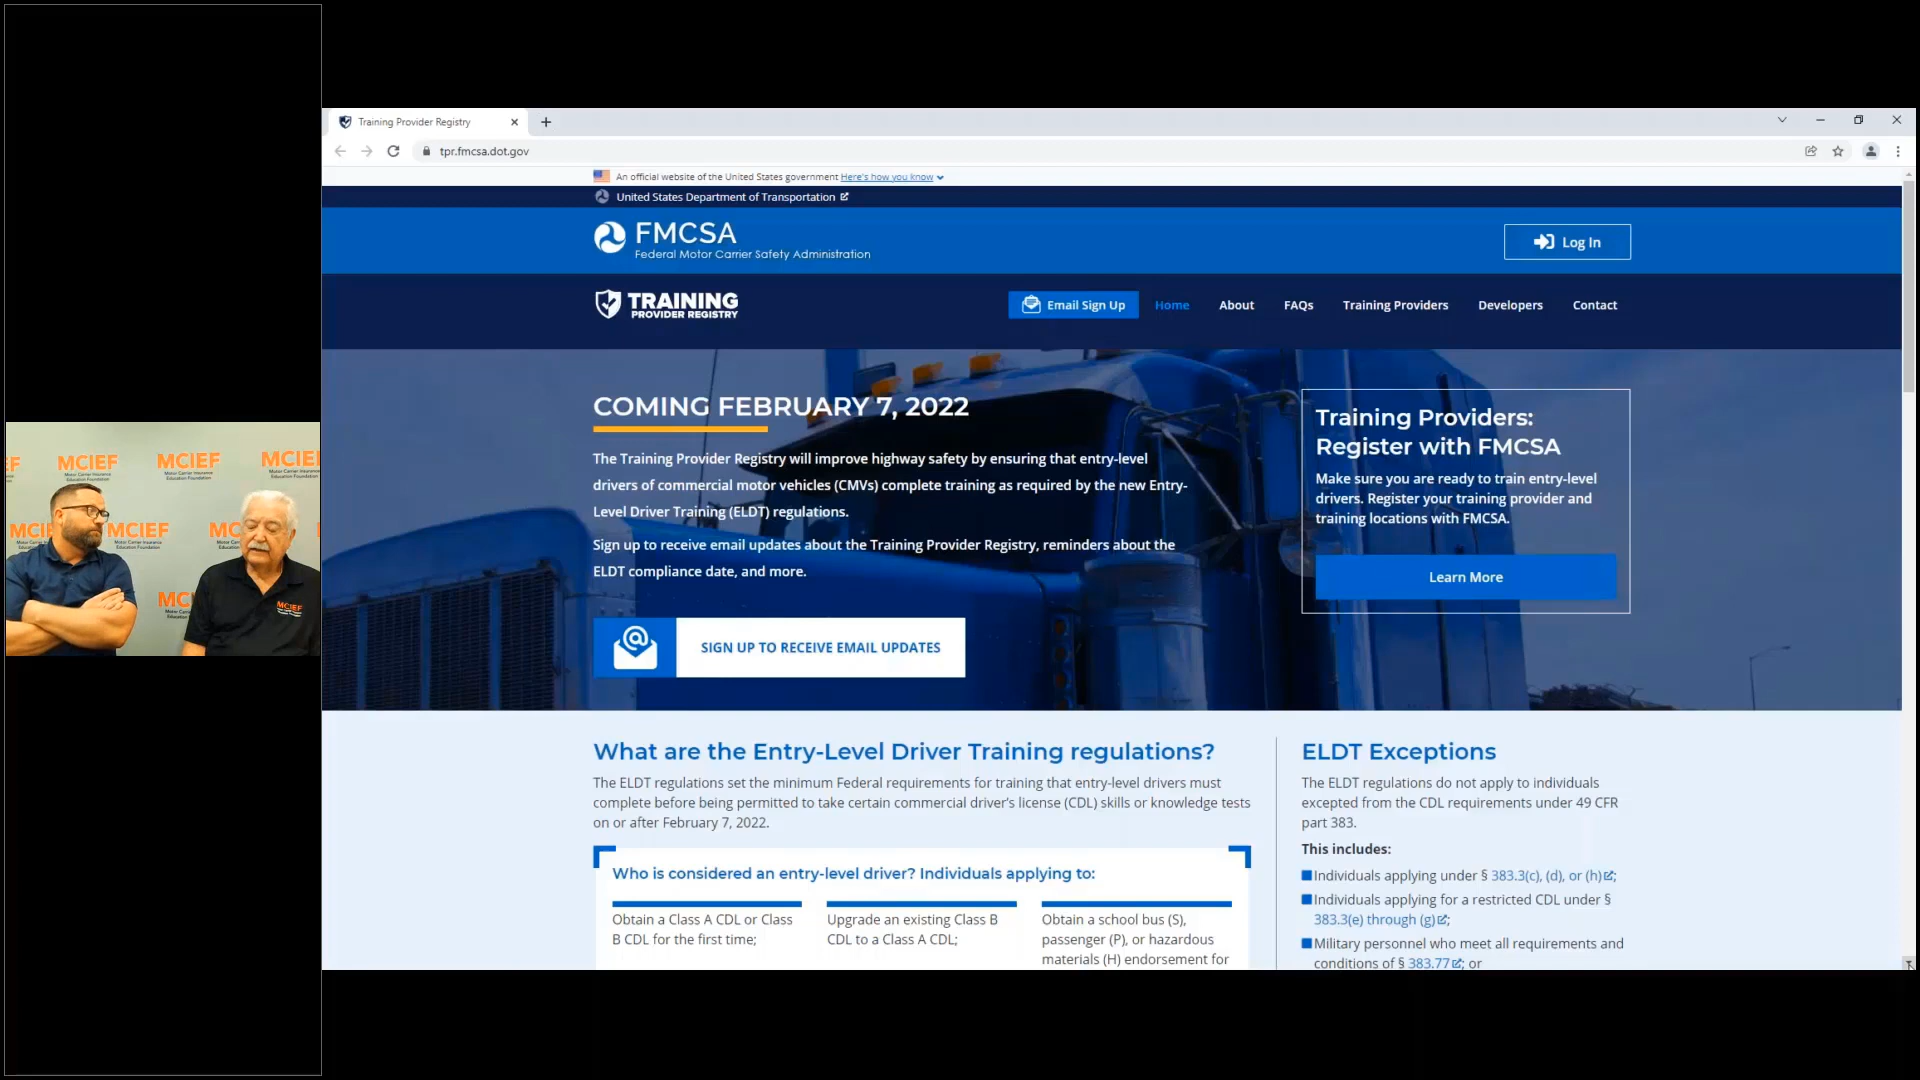 MCIEF
Motor Carrier Insurance
Education Foundation
MCIEF
Motor Carrier Insurance
Education Foundation
MCIE
MCIEF
MCIEF
MCIEF
Training Provider Registry
tpr.fmcsa.dot.gov
An official website of the United States government Here's how you know
United States Department of Transportation
FMCSA
Federal Motor Carrier Safety Administration
Log In
TRAINING
PROVIDER REGISTRY
Email Sign Up Home About FAQs Training Providers Developers Contact
COMING FEBRUARY 7, 2022
The Training Provider Registry will improve highway safety by ensuring that entry-level
drivers of commercial motor vehicles (CMVs) complete training as required by the new Entry-
Level Driver Training (ELDT) regulations.
Sign up to receive email updates about the Training Provider Registry, reminders about the
ELDT compliance date, and more.
SIGN UP TO RECEIVE EMAIL UPDATES
Training Providers:
Register with FMCSA
Make sure you are ready to train entry-level
drivers. Register your training provider and
training locations with FMCSA.
Learn More
What are the Entry-Level Driver Training regulations?
The ELDT regulations set the minimum Federal requirements for training that entry-level drivers must
complete before being permitted to take certain commercial driver's license (CDL) skills or knowledge tests
on or after February 7, 2022.
Who is considered an entry-level driver? Individuals applying to:
Obtain a Class A CDL or Class
B CDL for the first time;
Upgrade an existing Class B
CDL to a Class A CDL;
Obtain a school bus (S),
passenger (P), or hazardous
materials (H) endorsement for
ELDT Exceptions
The ELDT regulations do not apply to individuals
excepted from the CDL requirements under 49 CFR
part 383.
This includes:
Individuals applying under § 383.3(c), (d), or (h);
Individuals applying for a restricted CDL under §
383.3(e) through (g);
Military personnel who meet all requirements and
conditions of § 383.77; or